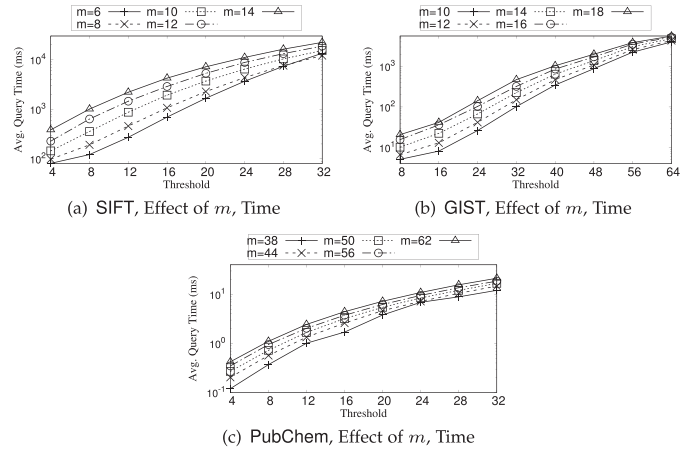 m=6 m=10 m=14
m=8 m=12
Avg. Query Time (ms)
10^4
10^3
10^2
4 8 12 16 20 24 28 32
Threshold
(a) SIFT, Effect of m, Time
m=10 m=14 m=18
m=12 m=16
Avg. Query Time (ms)
10^3
10^2
10^1
8 16 24 32 40 48 56 64
Threshold
(b) GIST, Effect of m, Time
m=38 m=50 m=62
m=44 m=56
Avg. Query Time (ms)
10^1
10^0
10^-1
4 8 12 16 20 24 28 32
Threshold
(c) PubChem, Effect of m, Time